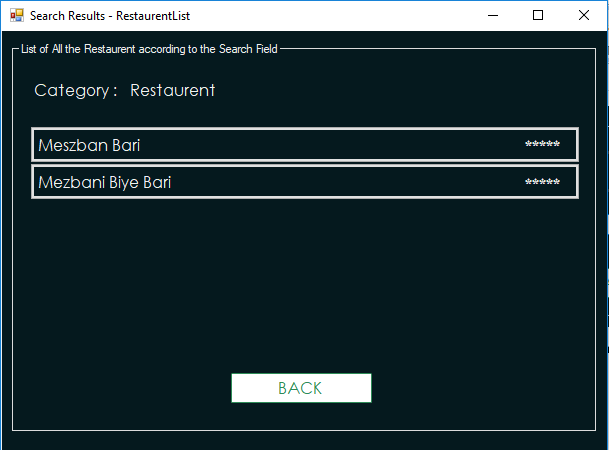 Search Results - RestaurentList
List of All the Restaurent according to the Search Field
Category : Restaurent
Meszban Bari *****
Mezbani Biye Bari *****
BACK